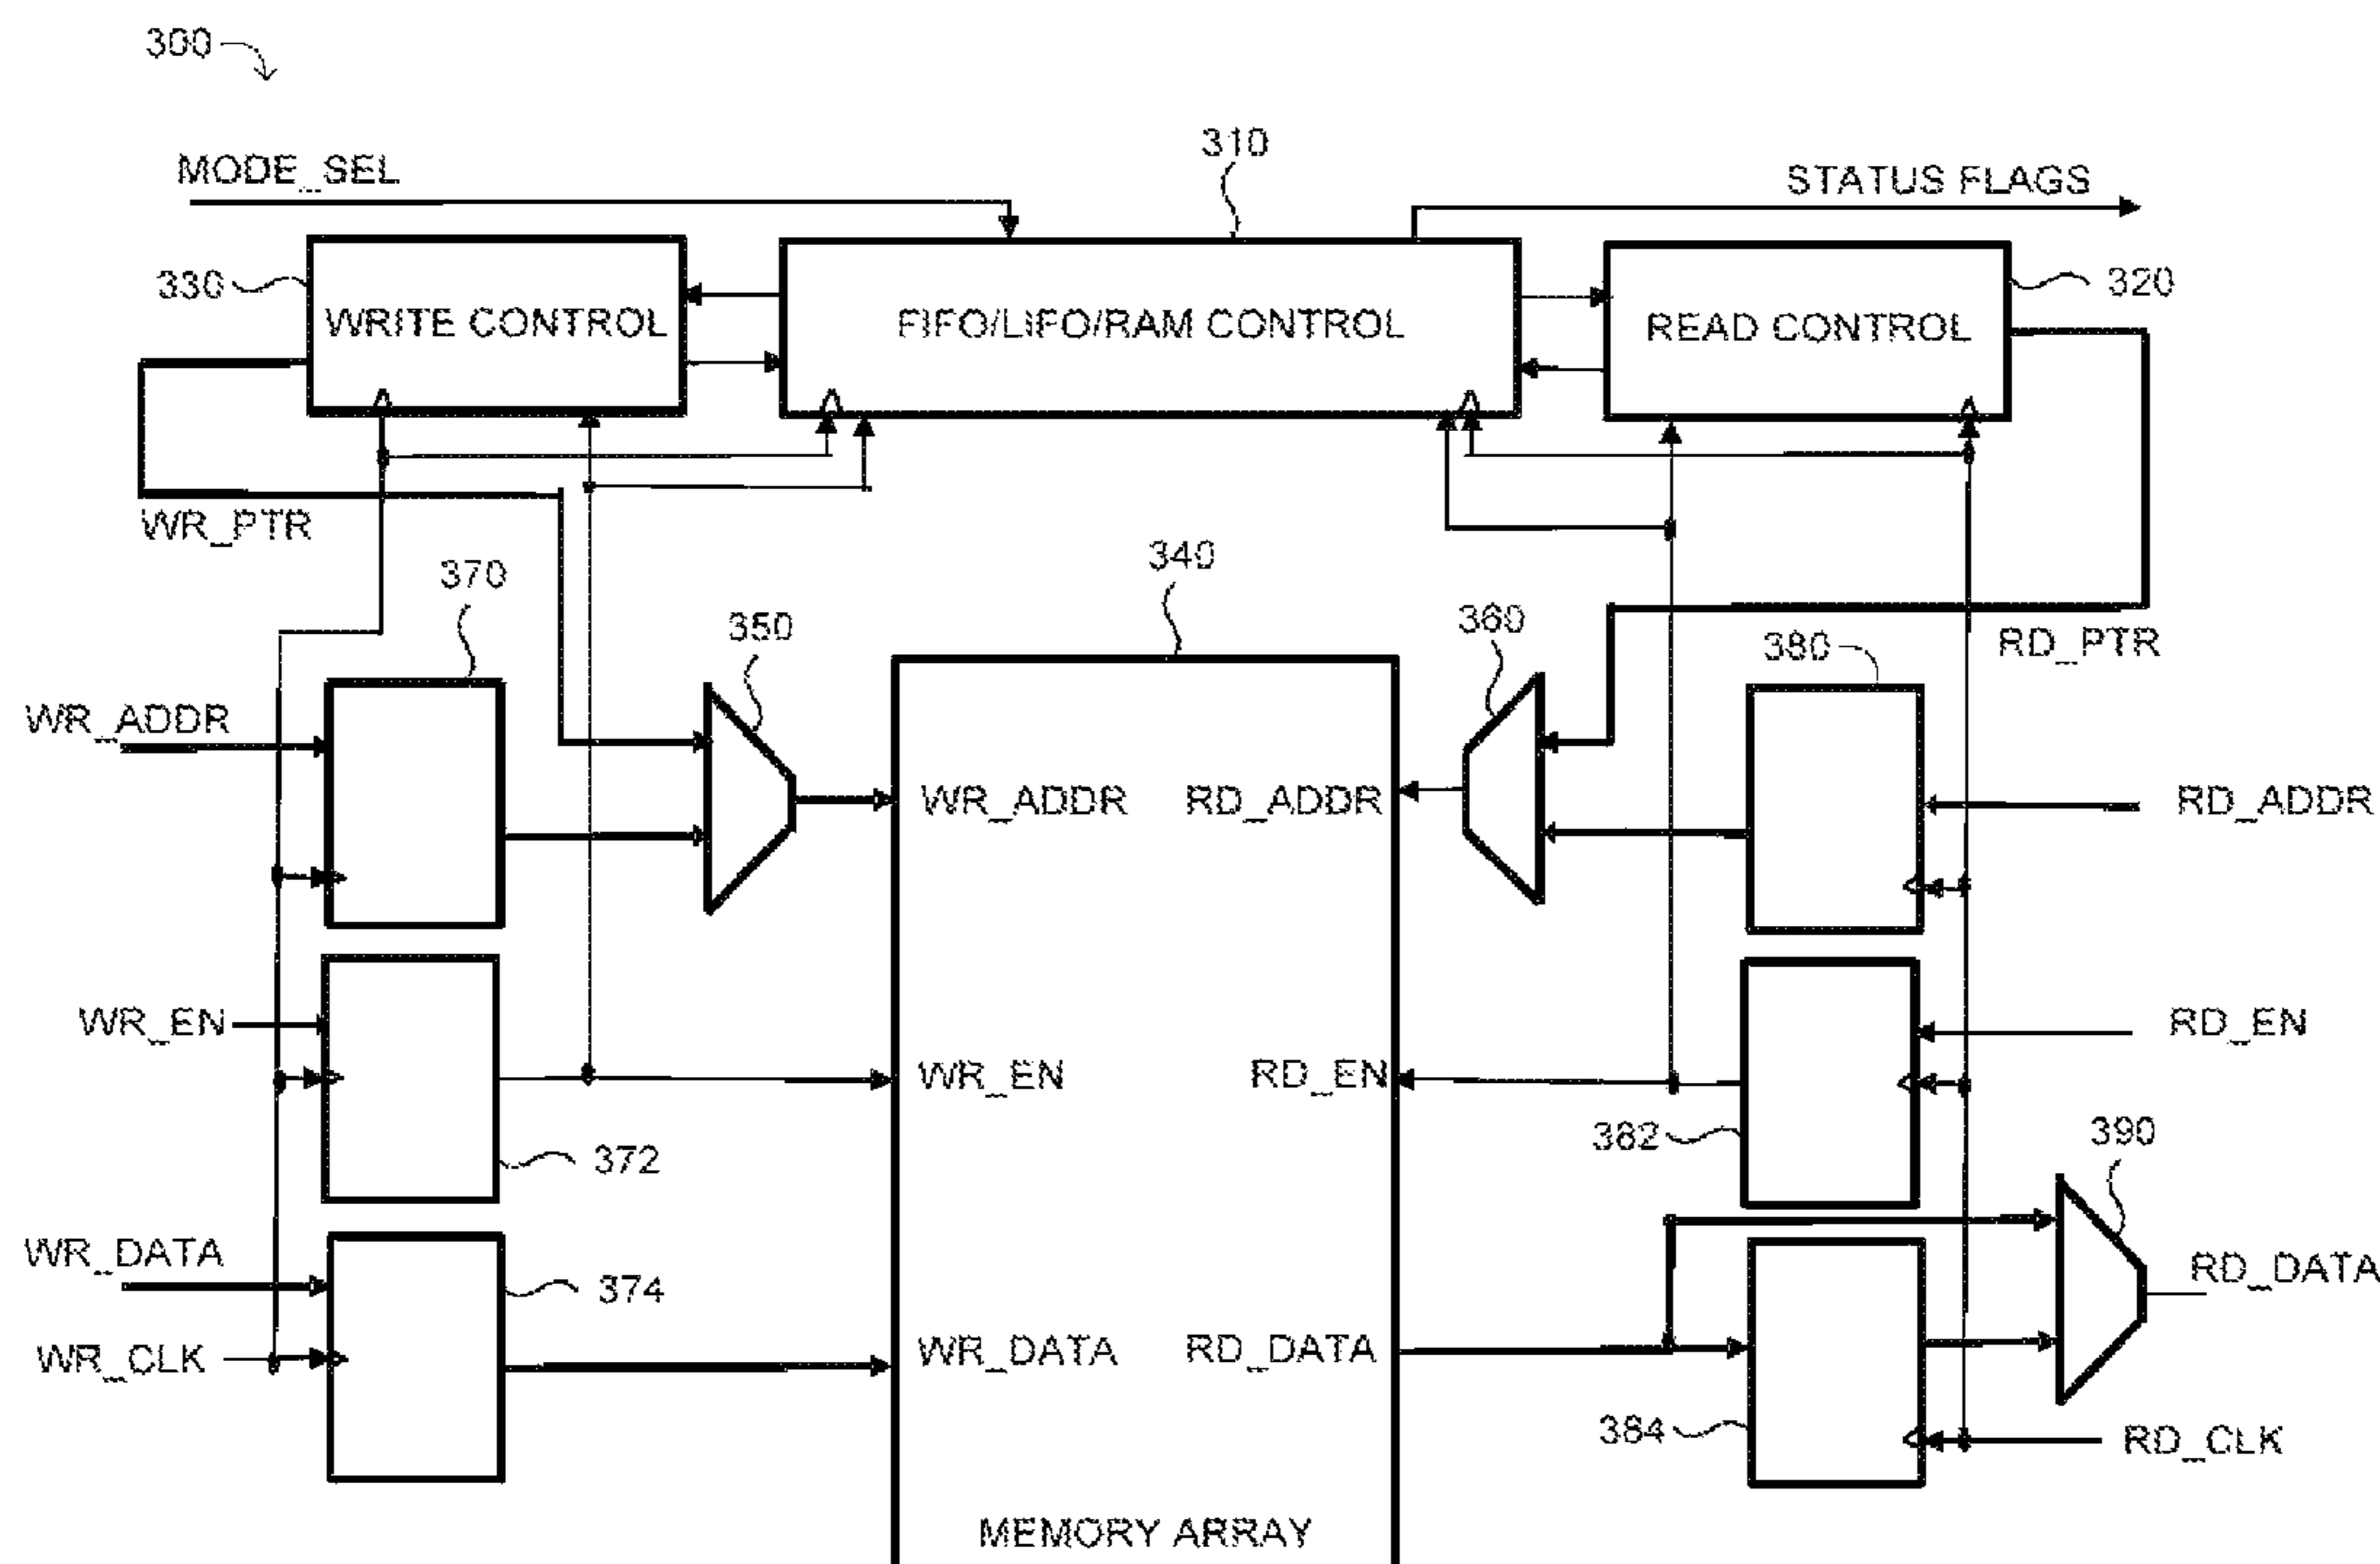 300
310
MODE_SEL
STATUS FLAGS
330
WRITE CONTROL
FIFO/LIFO/RAM CONTROL
READ CONTROL
320
WR_PTR
340
370
350
360
380
RD_PTR
WR_ADDR
WR_ADDR
RD_ADDR
RD_ADDR
WR_EN
RD_EN
WR_EN
RD_EN
372
382
390
WR_DATA
374
RD_DATA
WR_CLK
WR_DATA
RD_DATA
384
RD_CLK
MEMORY ARRAY